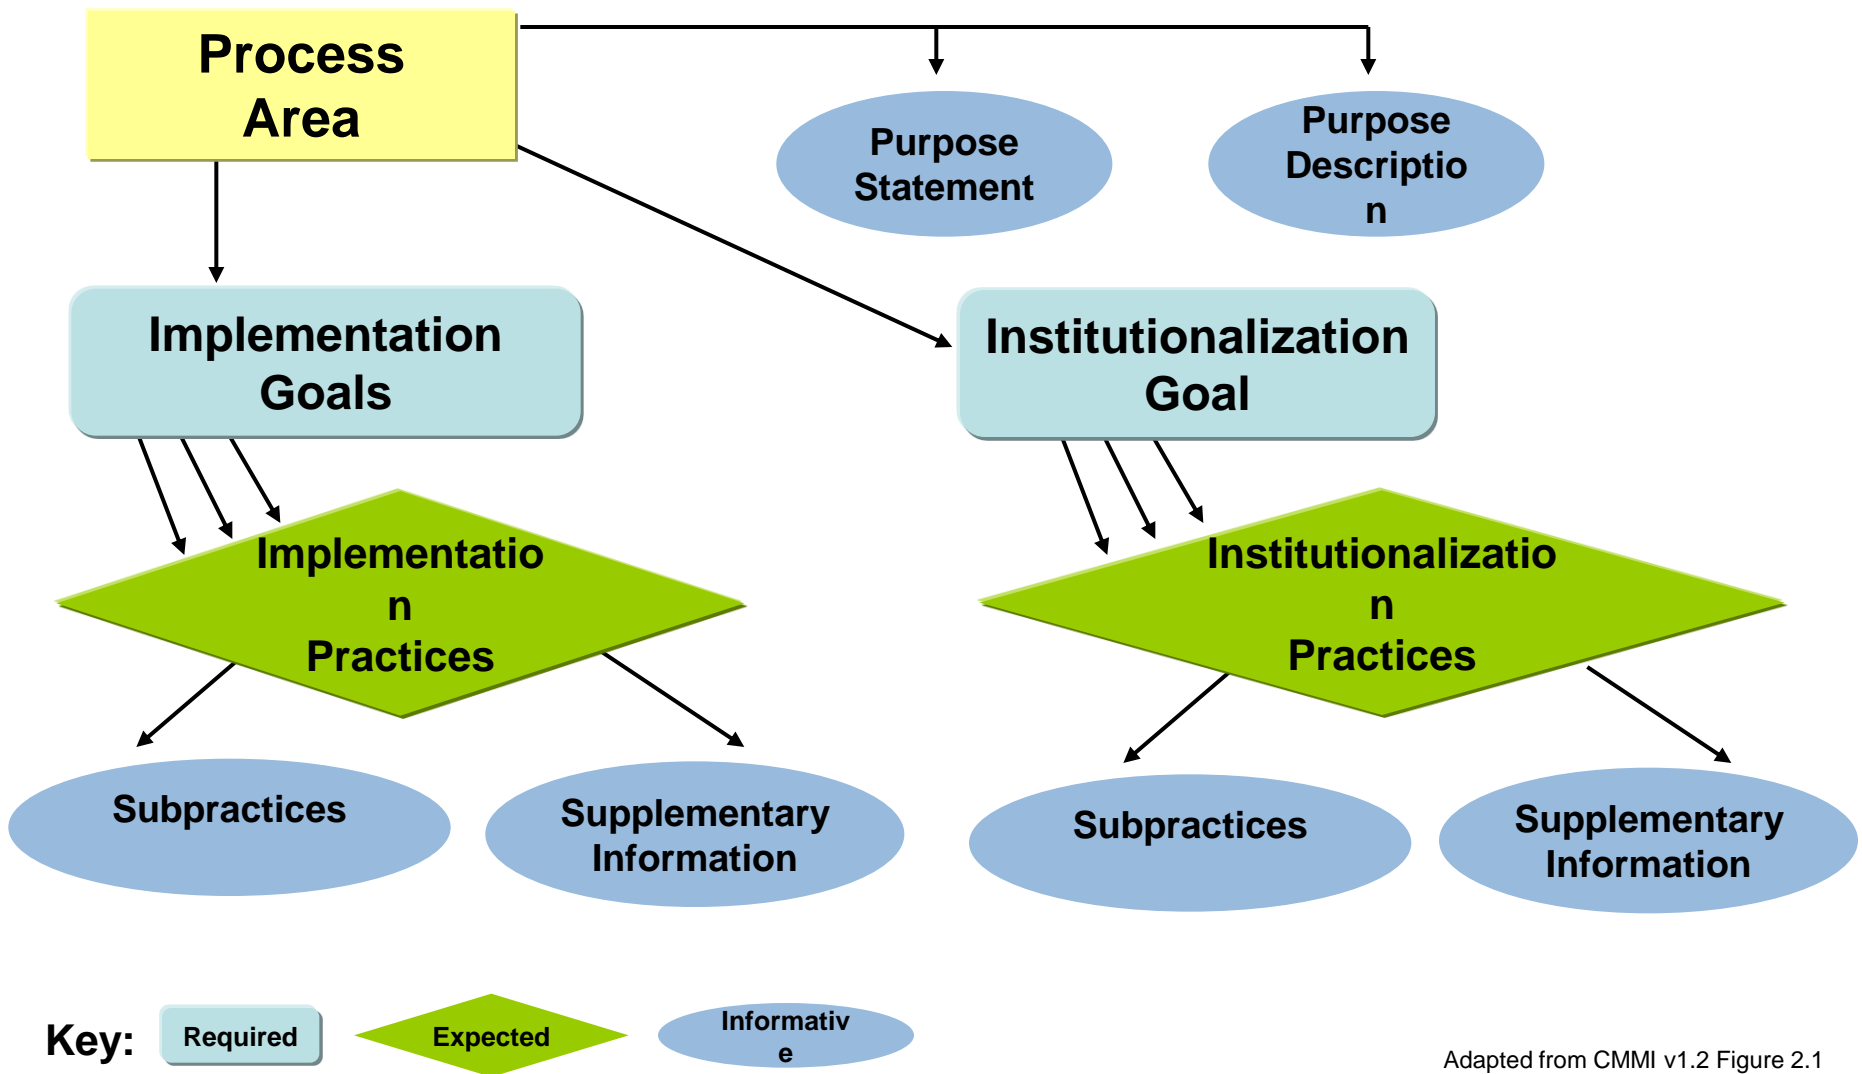 Process
Area
Purpose
Statement
Purpose
Descriptio
n
Implementation
Goals
Institutionalization
Goal
Implementatio
n
Practices
Institutionalizatio
n
Practices
Subpractices
Supplementary
Information
Subpractices
Supplementary
Information
Key:
Required
Expected
Informativ
e
Adapted from CMMI v1.2 Figure 2.1